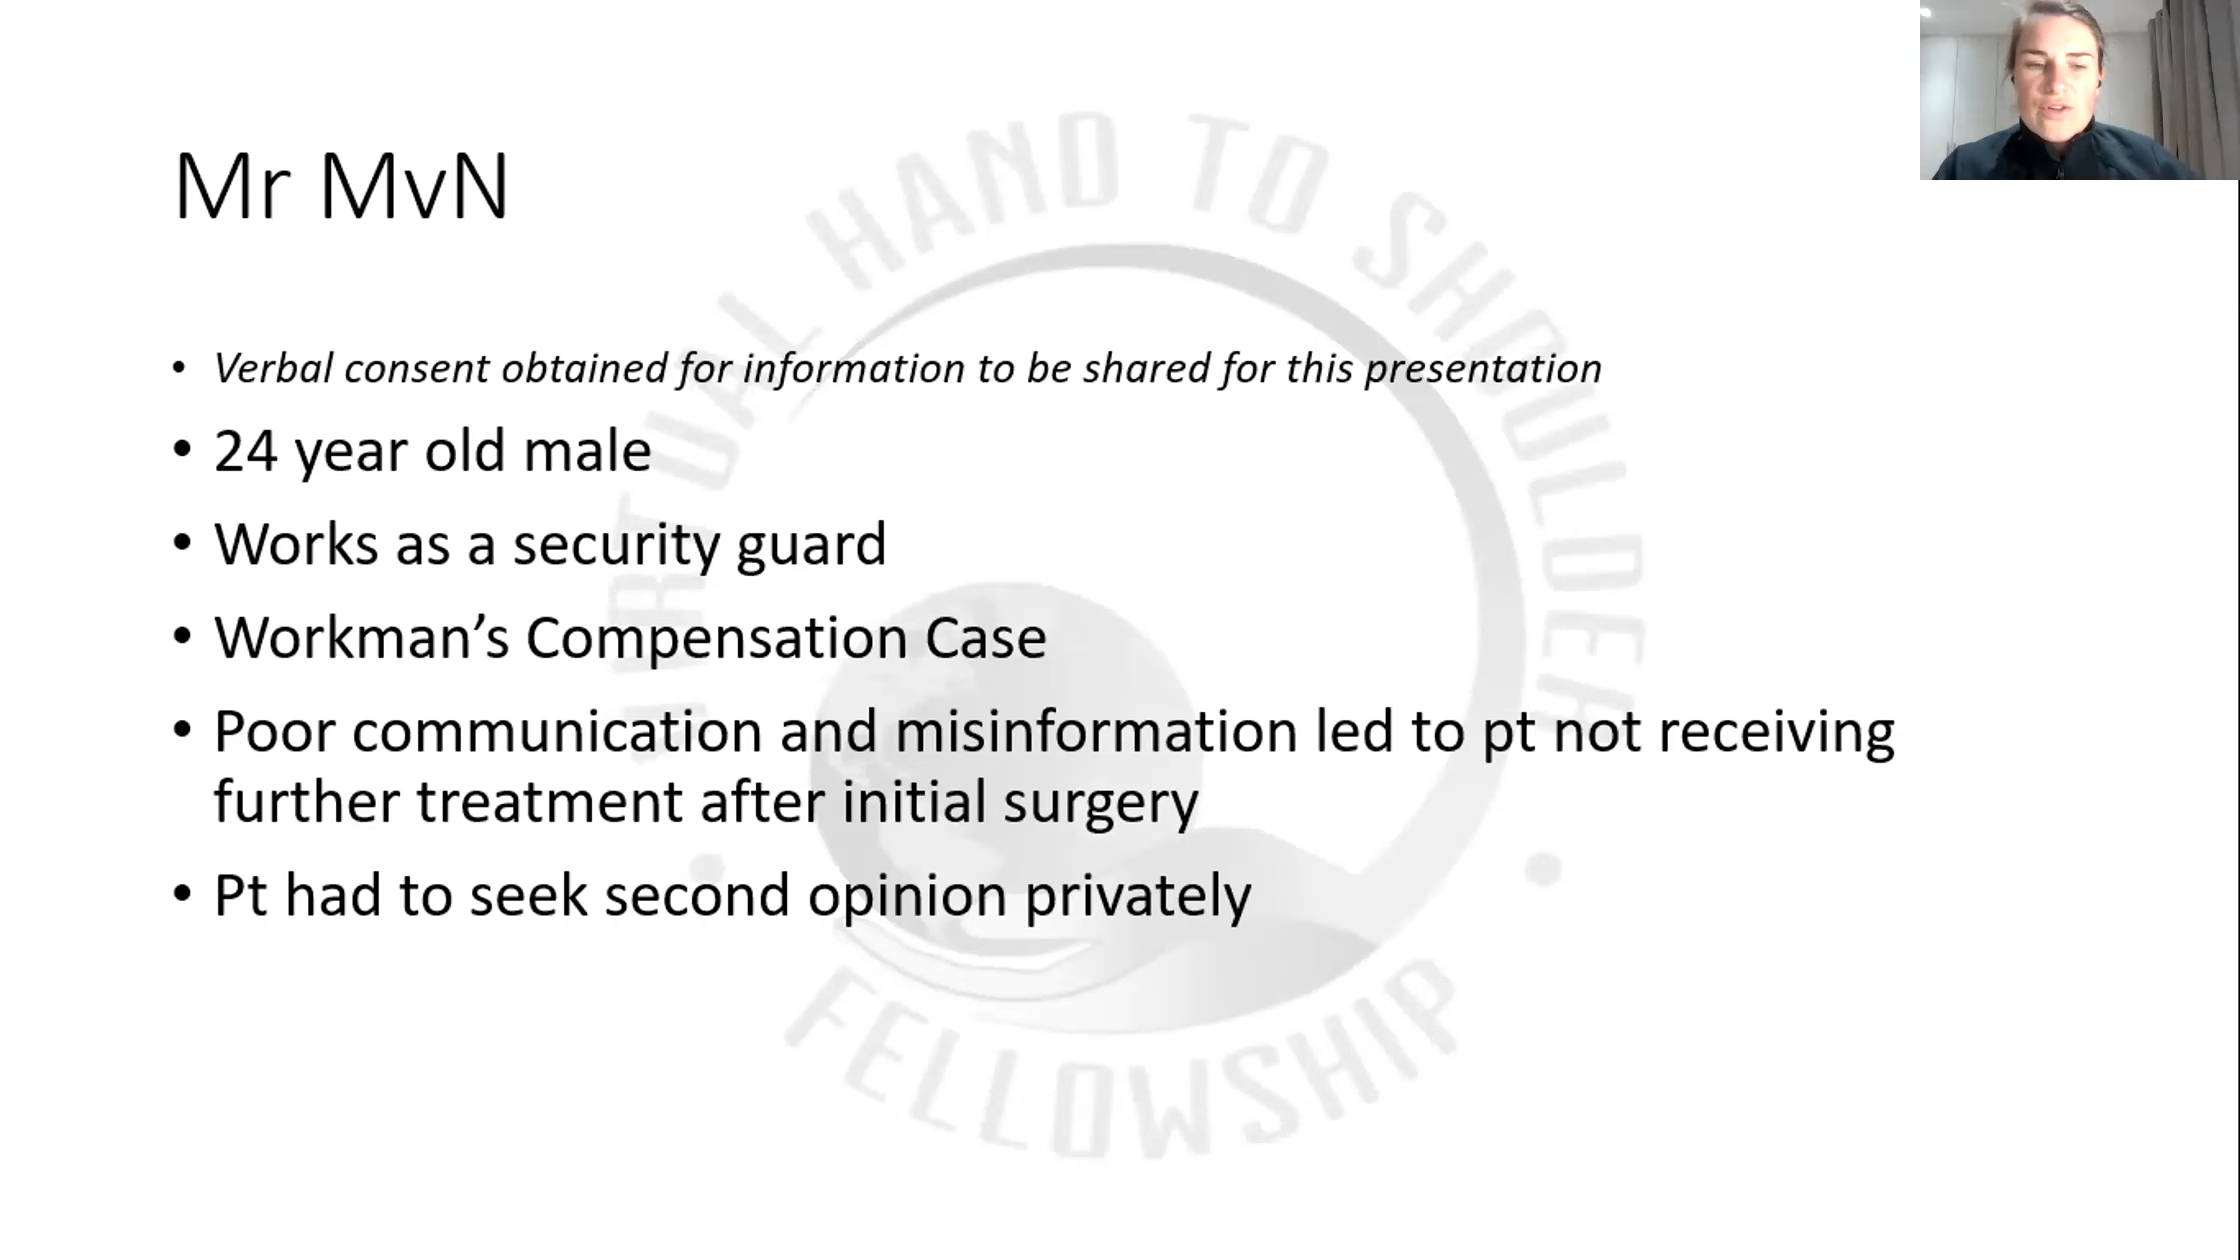 VIRTUAL HAND TO SHOULDER
Mr MvN
• Verbal consent obtained for information to be shared for this presentation
• 24 year old male
• Works as a security guard
• Workman’s Compensation Case
• Poor communication and misinformation led to pt not receiving
further treatment after initial surgery
• Pt had to seek second opinion privately
FELLOWSHIP